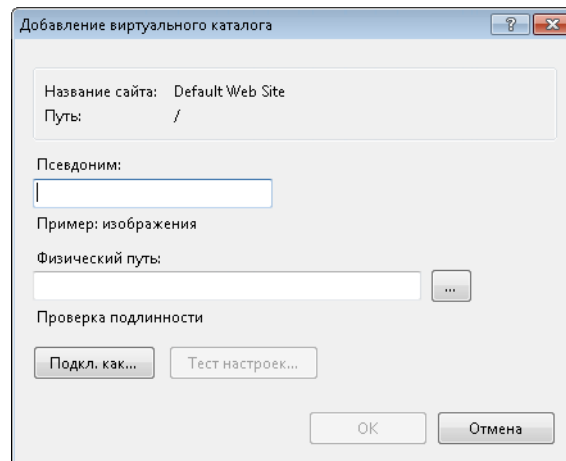 Добавление виртуального каталога
Название сайта: Default Web Site
Путь: /
Псевдоним:
Пример: изображения
Физический путь:
...
Проверка подлинности
Подкл. как... Тест настроек...
OK Отмена